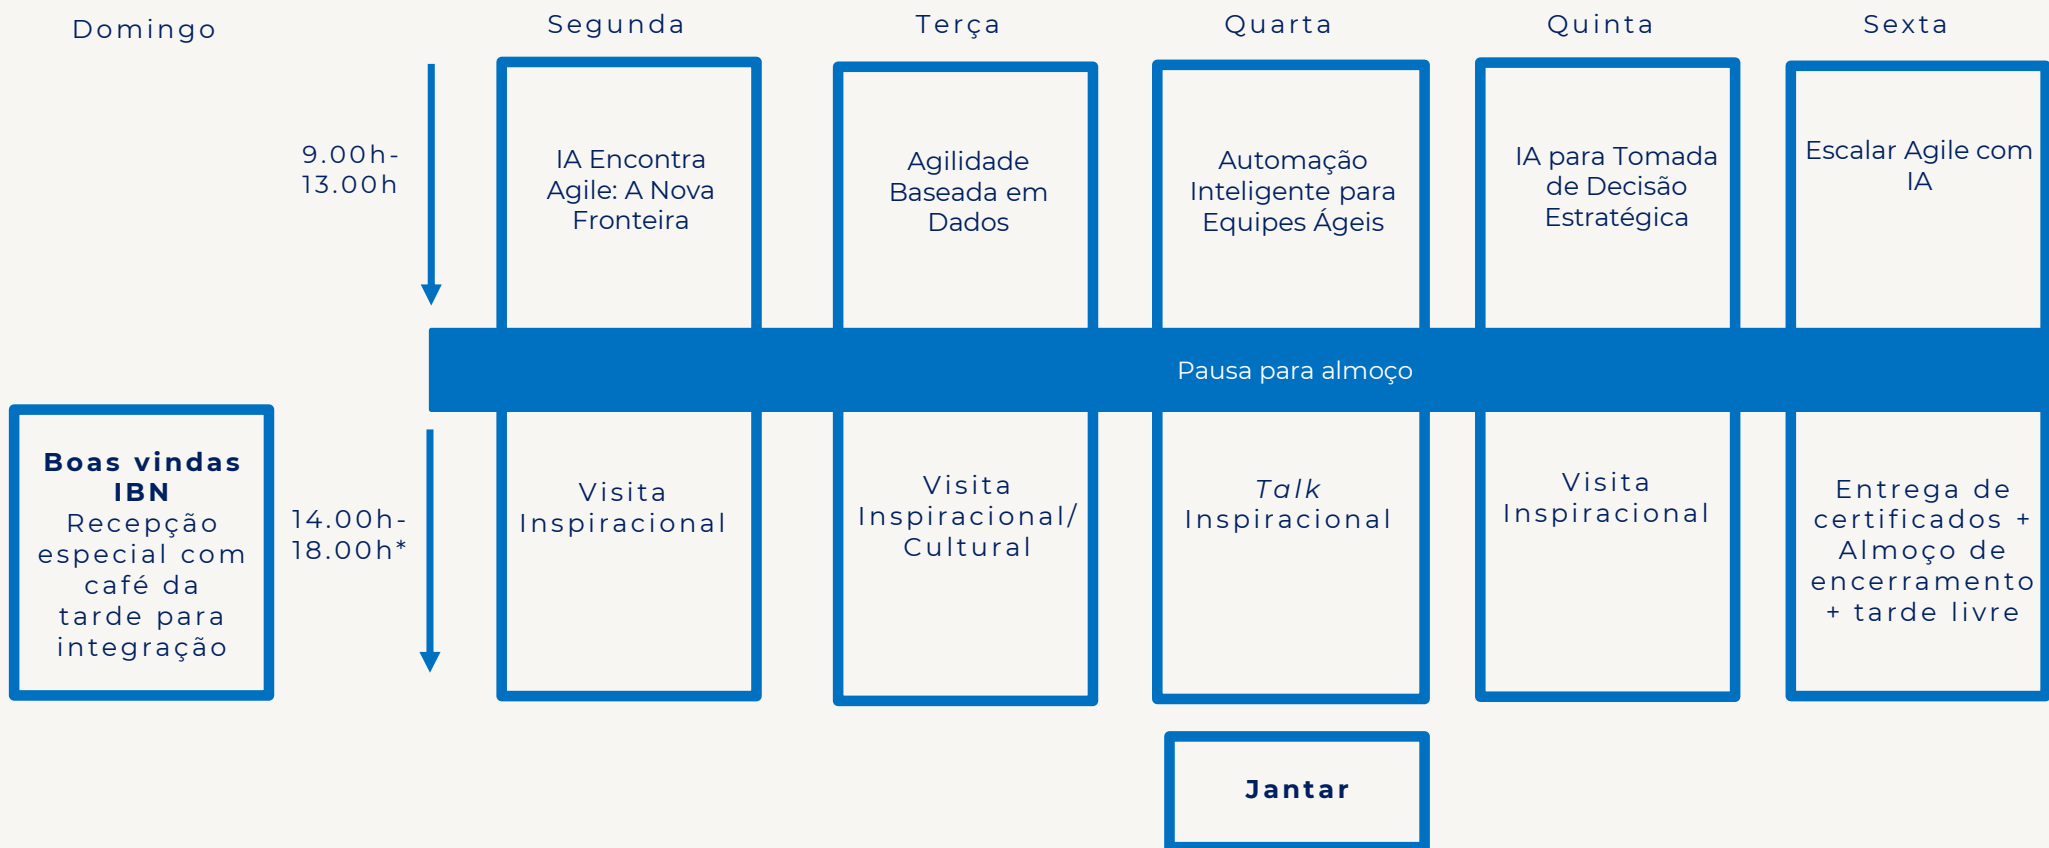 Domingo
Segunda
Terça
Quarta
Quinta
Sexta
9.00h-
13.00h
IA Encontra
Agile: A Nova
Fronteira
Agilidade
Baseada em
Dados
Automação
Inteligente para
Equipes Ágeis
IA para Tomada
de Decisão
Estratégica
Escalar Agile com
IA
Pausa para almoço
Boas vindas
IBN
Recepção
especial com
café da
tarde para
integração
14.00h-
18.00h*
Visita
Inspiracional
Visita
Inspiracional/
Cultural
Talk
Inspiracional
Visita
Inspiracional
Entrega de
certificados +
Almoço de
encerramento
+ tarde livre
Jantar